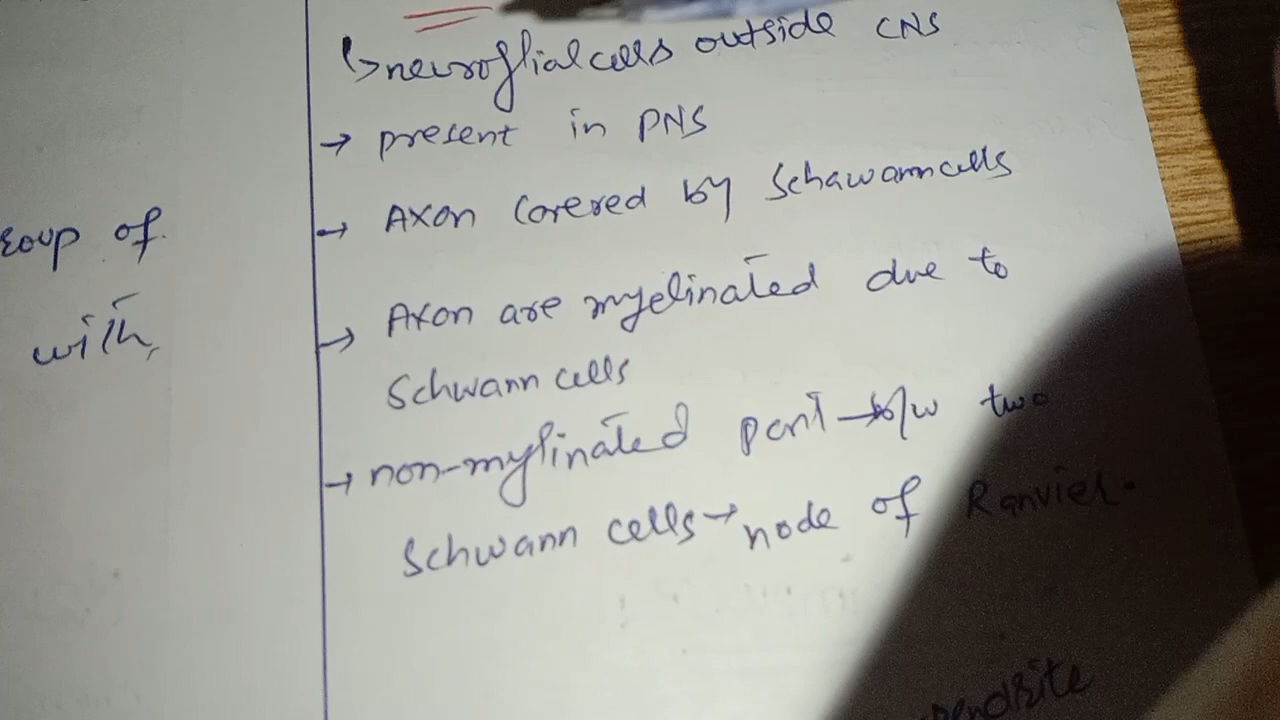 ↳ neuroglial cells outside CNS
→ present in PNS
→ Axon covered by Schawann cells
→ Axon are myelinated due to
Schwann cells
→ non-mylinated part → b/w two
Schwann cells → node of Ranvier.
of
with,